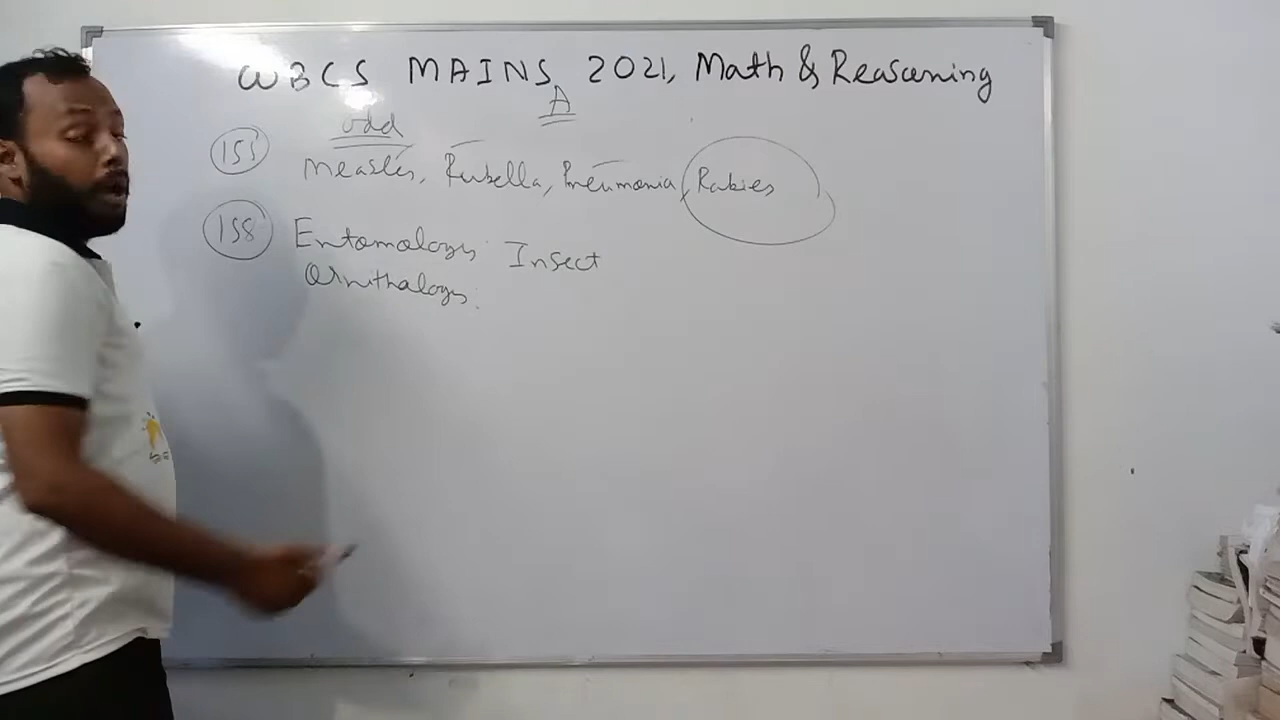 WBCS MAINS, 2021, Math & Reasoning
A
odd
155 Measles, Rubella, Pneumonia, Rabies
158 Entomology: Insect
Ornithology: